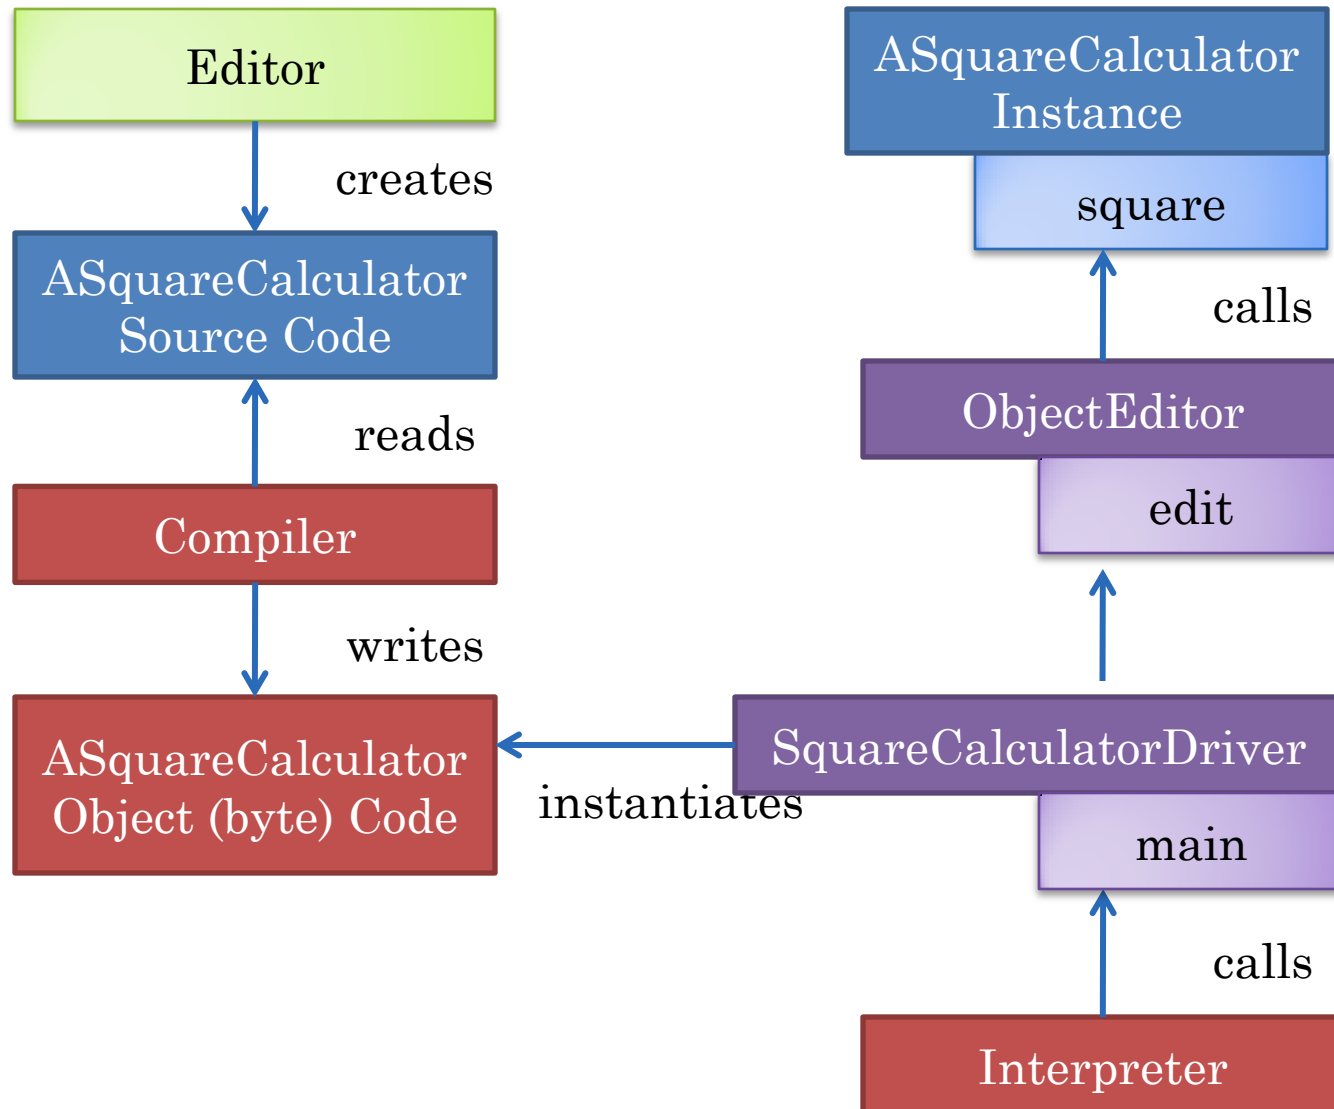 Editor
creates
ASquareCalculator
Source Code
reads
Compiler
writes
ASquareCalculator
Object (byte) Code
instantiates
ASquareCalculator
Instance
square
calls
ObjectEditor
edit
SquareCalculatorDriver
main
calls
Interpreter